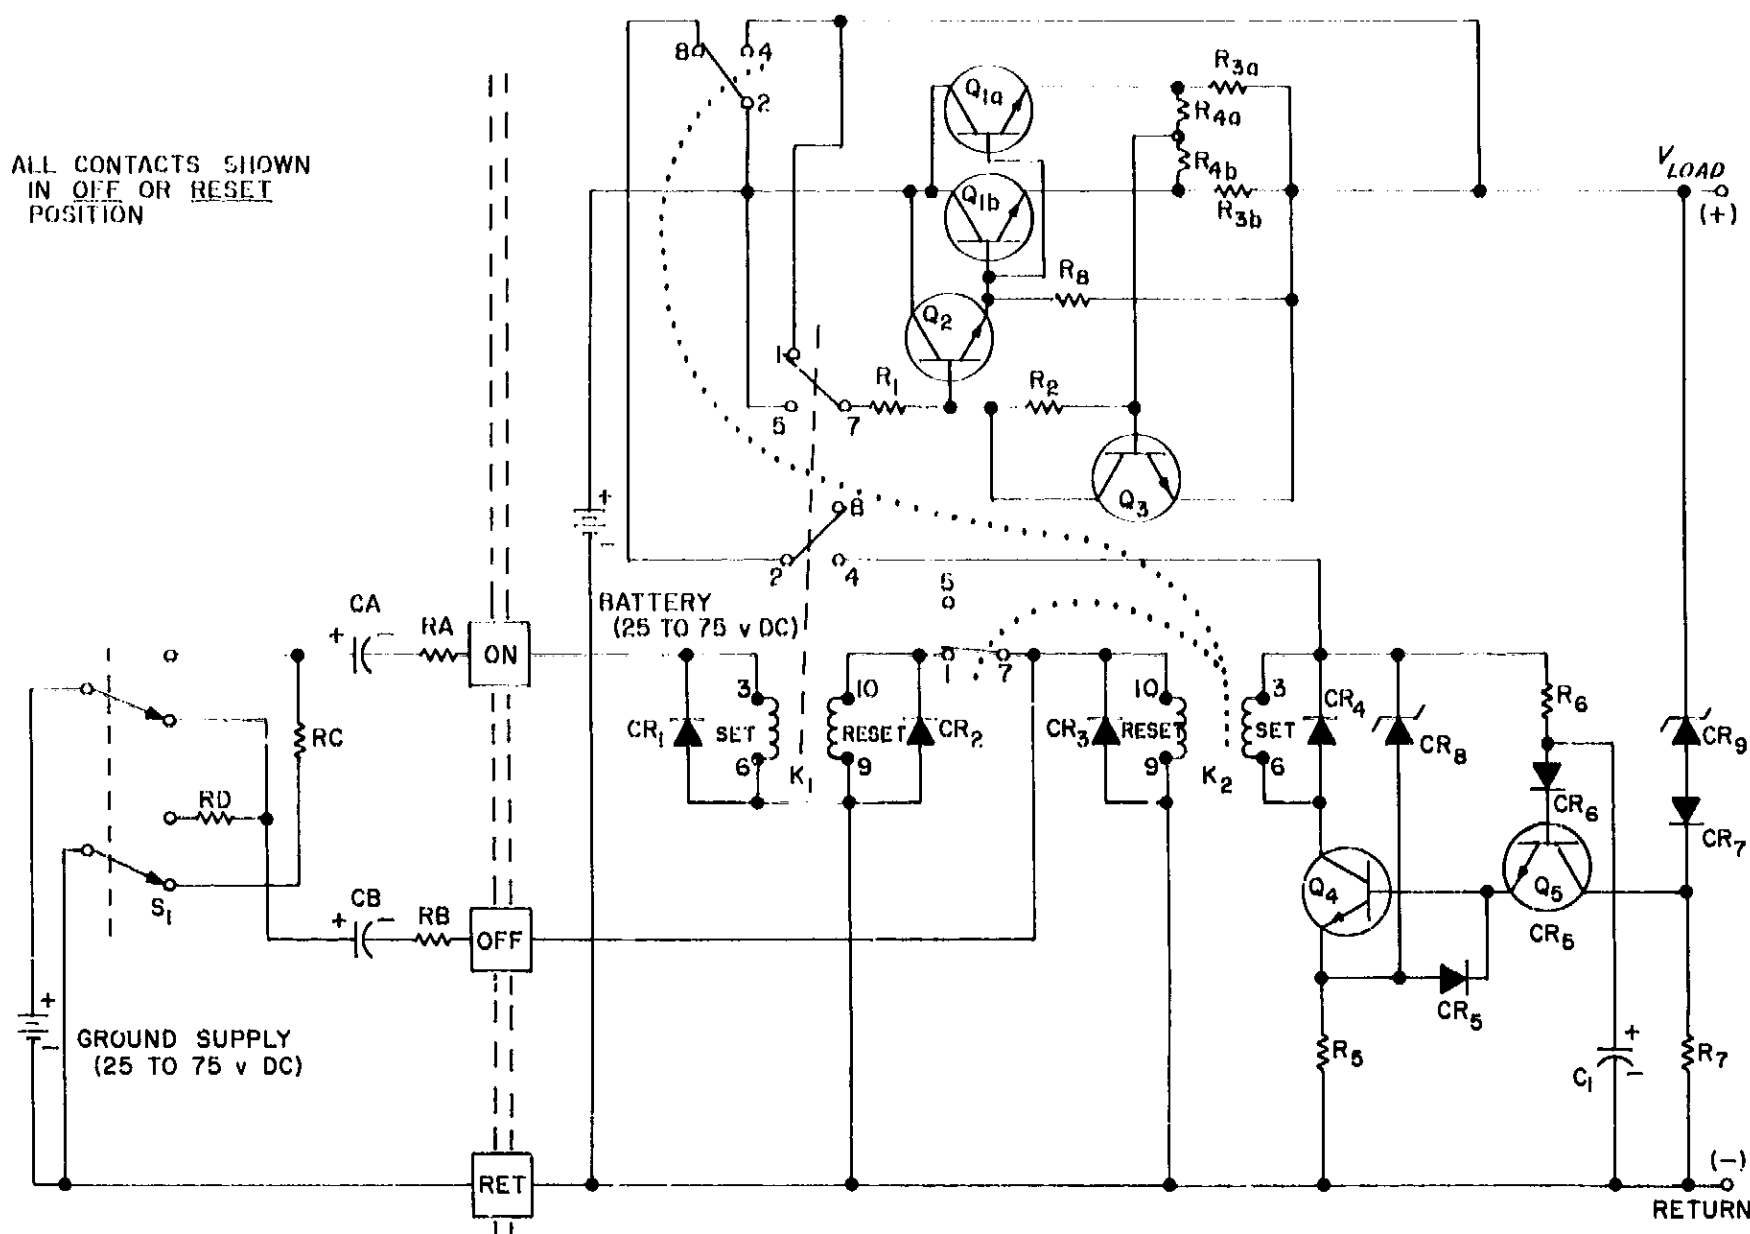 8
4
2
Q1a
R3a
R4a
ALL CONTACTS SHOWN
IN OFF OR RESET
POSITION
R4b
VLOAD
(+)
Q1b
R3b
R8
Q2
1
R1
R2
5
7
Q3
+
-
8
2
4
5
BATTERY
(25 TO 75 v DC)
CA
+ -
RA
ON
1
7
3
10
10
3
R6
CR1
SET
RESET
CR2
CR3
RESET
SET
CR4
CR8
CR9
RC
6
K1
9
9
K2
6
CR6
RD
CR7
Q4
Q5
S1
CB
+ -
RB
OFF
CR5
CR5
+
-
GROUND SUPPLY
(25 TO 75 v DC)
R5
+
C1
-
R7
RET
(-)
RETURN